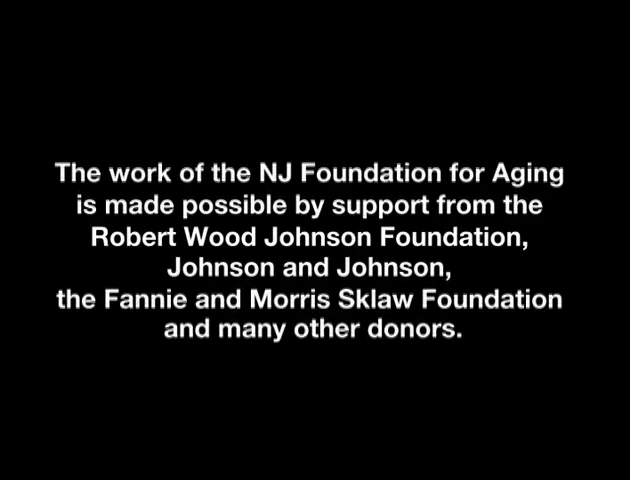 The work of the NJ Foundation for Aging
is made possible by support from the
Robert Wood Johnson Foundation,
Johnson and Johnson,
the Fannie and Morris Sklaw Foundation
and many other donors.